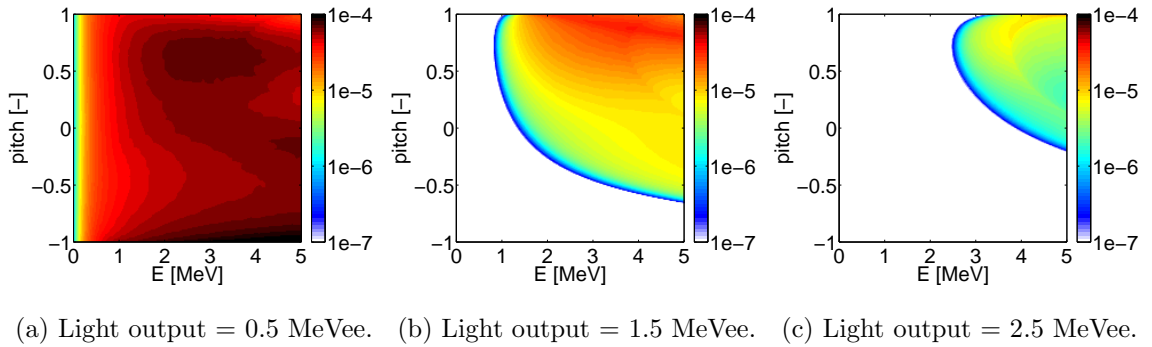 1
0.5
0
−0.5
−1
pitch [−]
0 1 2 3 4 5
E [MeV]
1e−4
1e−5
1e−6
1e−7
1
0.5
0
−0.5
−1
pitch [−]
0 1 2 3 4 5
E [MeV]
1e−4
1e−5
1e−6
1e−7
1
0.5
0
−0.5
−1
pitch [−]
0 1 2 3 4 5
E [MeV]
1e−4
1e−5
1e−6
1e−7
(a) Light output = 0.5 MeVee.
(b) Light output = 1.5 MeVee.
(c) Light output = 2.5 MeVee.